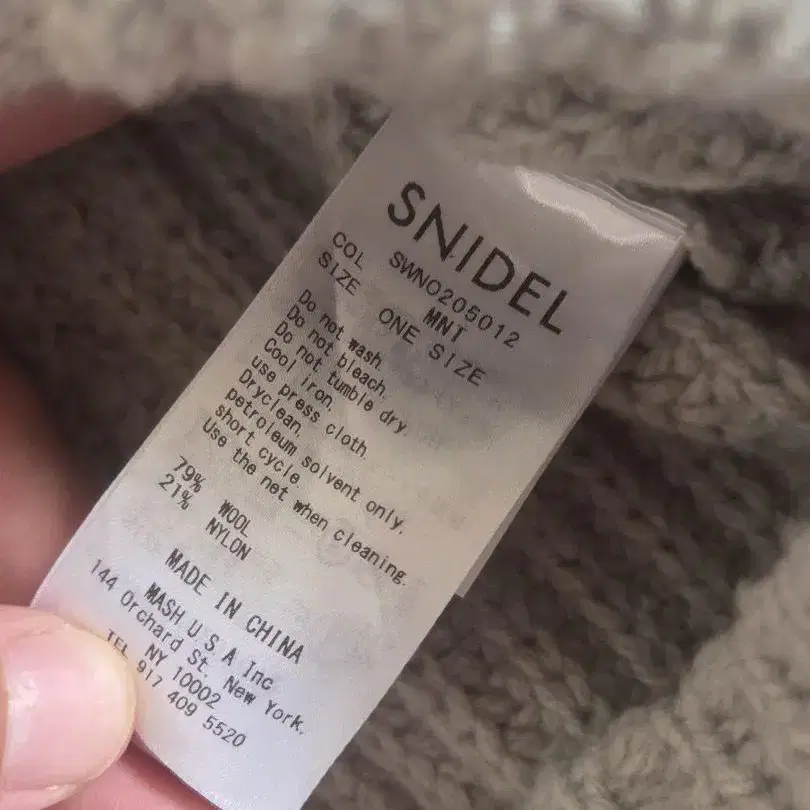 SNIDEL
SWNO205012
COL MNT
SIZE ONE SIZE
Do not wash.
Do not bleach.
Do not tumble dry.
Cool iron.
use press cloth.
Dryclean.
petroleum solvent only.
short cycle.
Use the net when cleaning.
79% WOOL
21% NYLON
MADE IN CHINA
MASH U S A Inc
144 Orchard St. New York.
NY 10002
TEL 917 409 5520